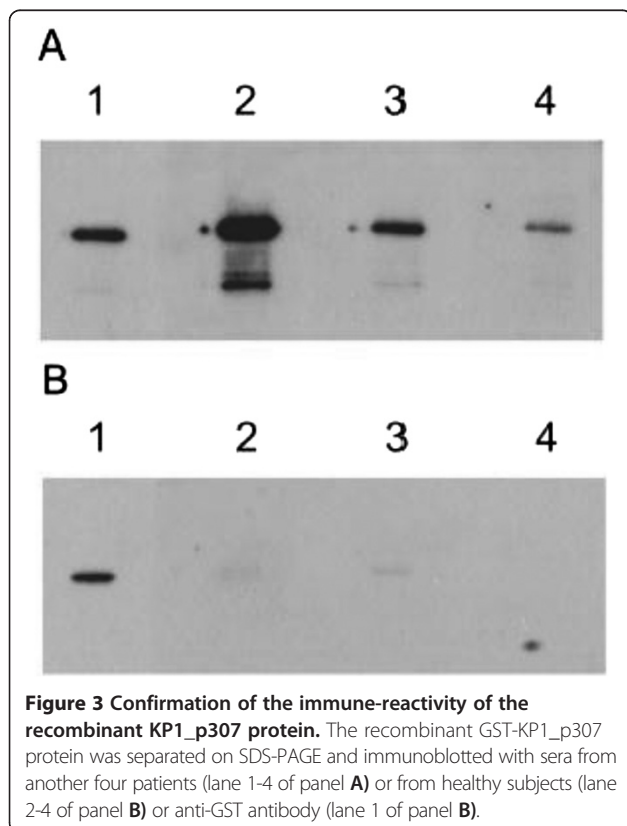 A
1 2 3 4
B
1 2 3 4
Figure 3 Confirmation of the immune-reactivity of the
recombinant KP1_p307 protein. The recombinant GST-KP1_p307
protein was separated on SDS-PAGE and immunoblotted with sera from
another four patients (lane 1-4 of panel A) or from healthy subjects (lane
2-4 of panel B) or anti-GST antibody (lane 1 of panel B).